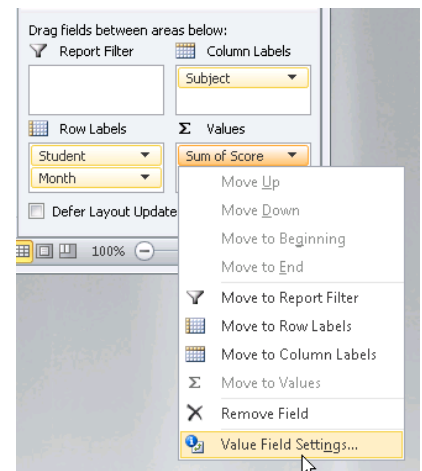 Drag fields between areas below:
Report Filter
Column Labels
Subject
Row Labels
Σ Values
Student
Month
Sum of Score
Defer Layout Update
100%
Move Up
Move Down
Move to Beginning
Move to End
Move to Report Filter
Move to Row Labels
Move to Column Labels
Σ Move to Values
Remove Field
Value Field Settings...